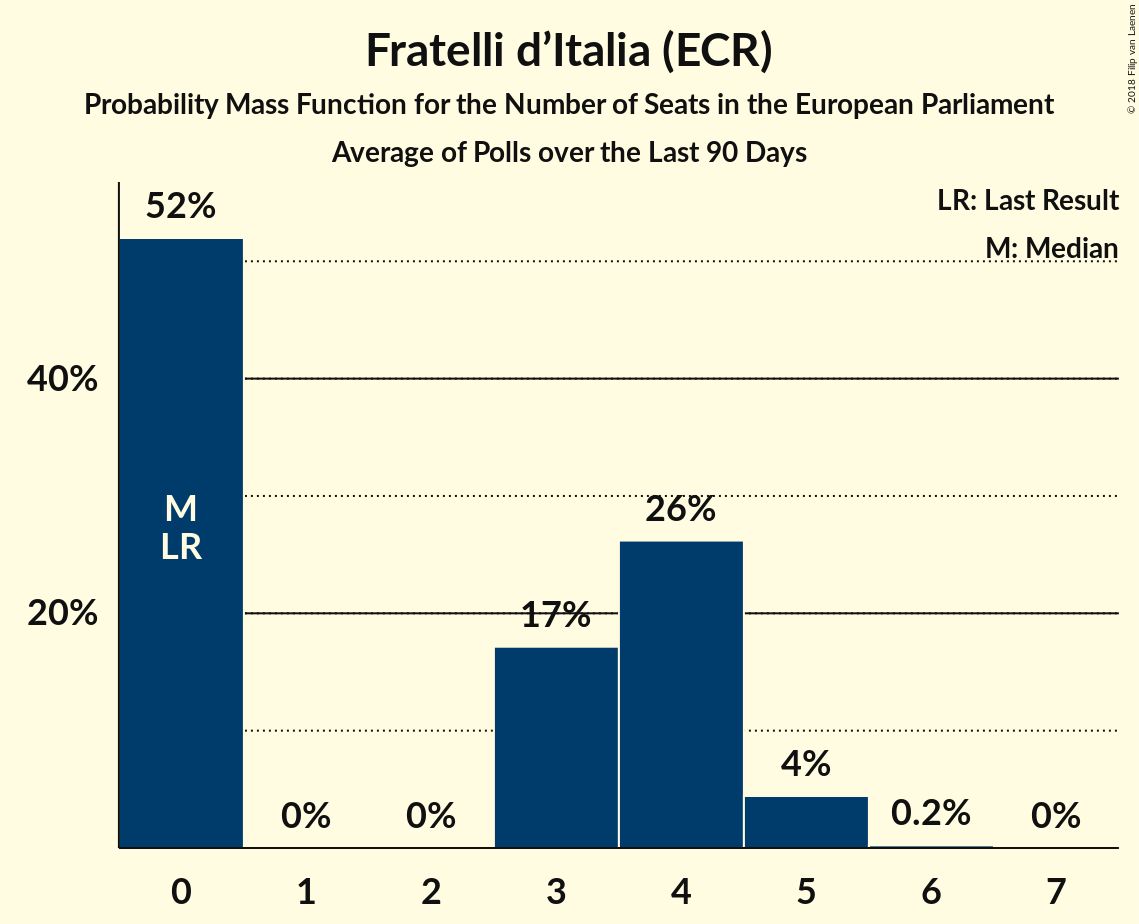 Fratelli d’Italia (ECR)
Probability Mass Function for the Number of Seats in the European Parliament
Average of Polls over the Last 90 Days
© 2018 Filip van Laenen
LR: Last Result
M: Median
52%
40%
M
LR
26%
20%
17%
4%
0%
0%
0.2%
0%
0 1 2 3 4 5 6 7